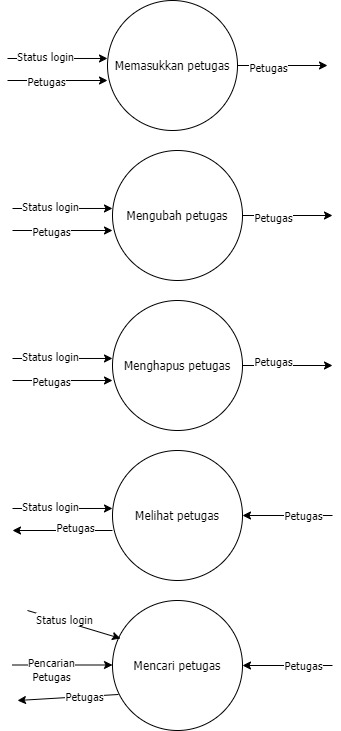 Status login
Memasukkan petugas
Petugas
Petugas
Status login
Mengubah petugas
Petugas
Petugas
Status login
Menghapus petugas
Petugas
Petugas
Status login
Melihat petugas
Petugas
Petugas
Status login
Pencarian
Petugas
Mencari petugas
Petugas
Petugas